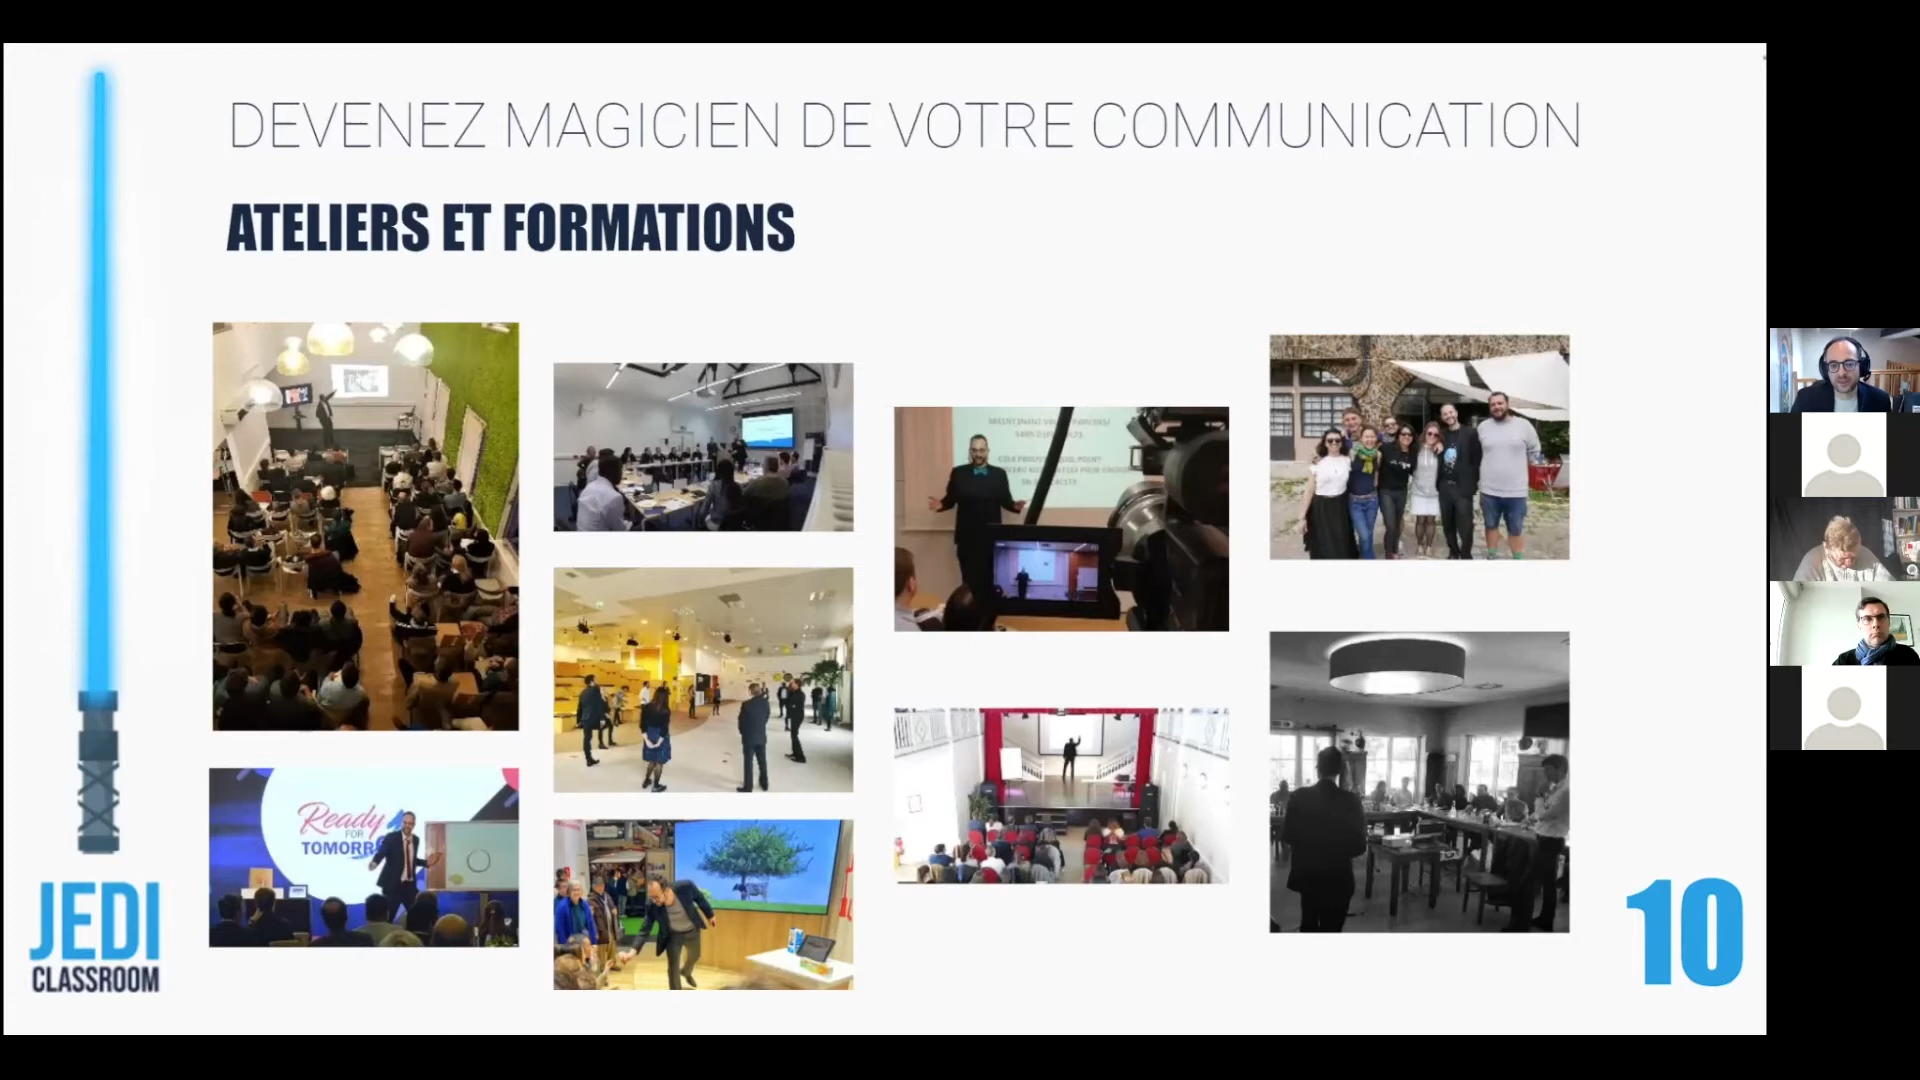 DEVENEZ MAGICIEN DE VOTRE COMMUNICATION
ATELIERS ET FORMATIONS
Ready
FOR
TOMORR
JEDI
CLASSROOM
10